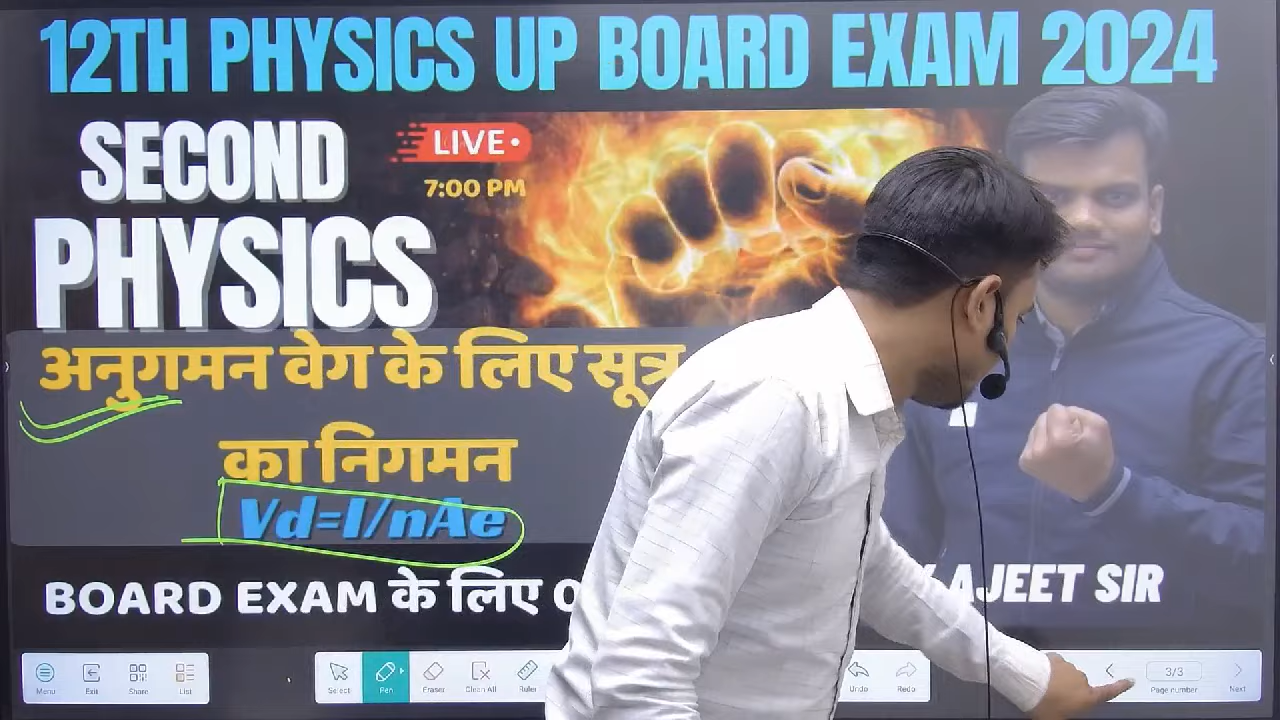 12TH PHYSICS UP BOARD EXAM 2024
SECOND
PHYSICS
LIVE
7:00 PM
अनुगमन वेग के लिए सूत्र
का निगमन
Vd=I/nAe
BOARD EXAM के लिए
AJEET SIR
Menu Exit Share List
Select Pen Eraser Clean All Ruler
Undo Redo
3/3
Page number Next